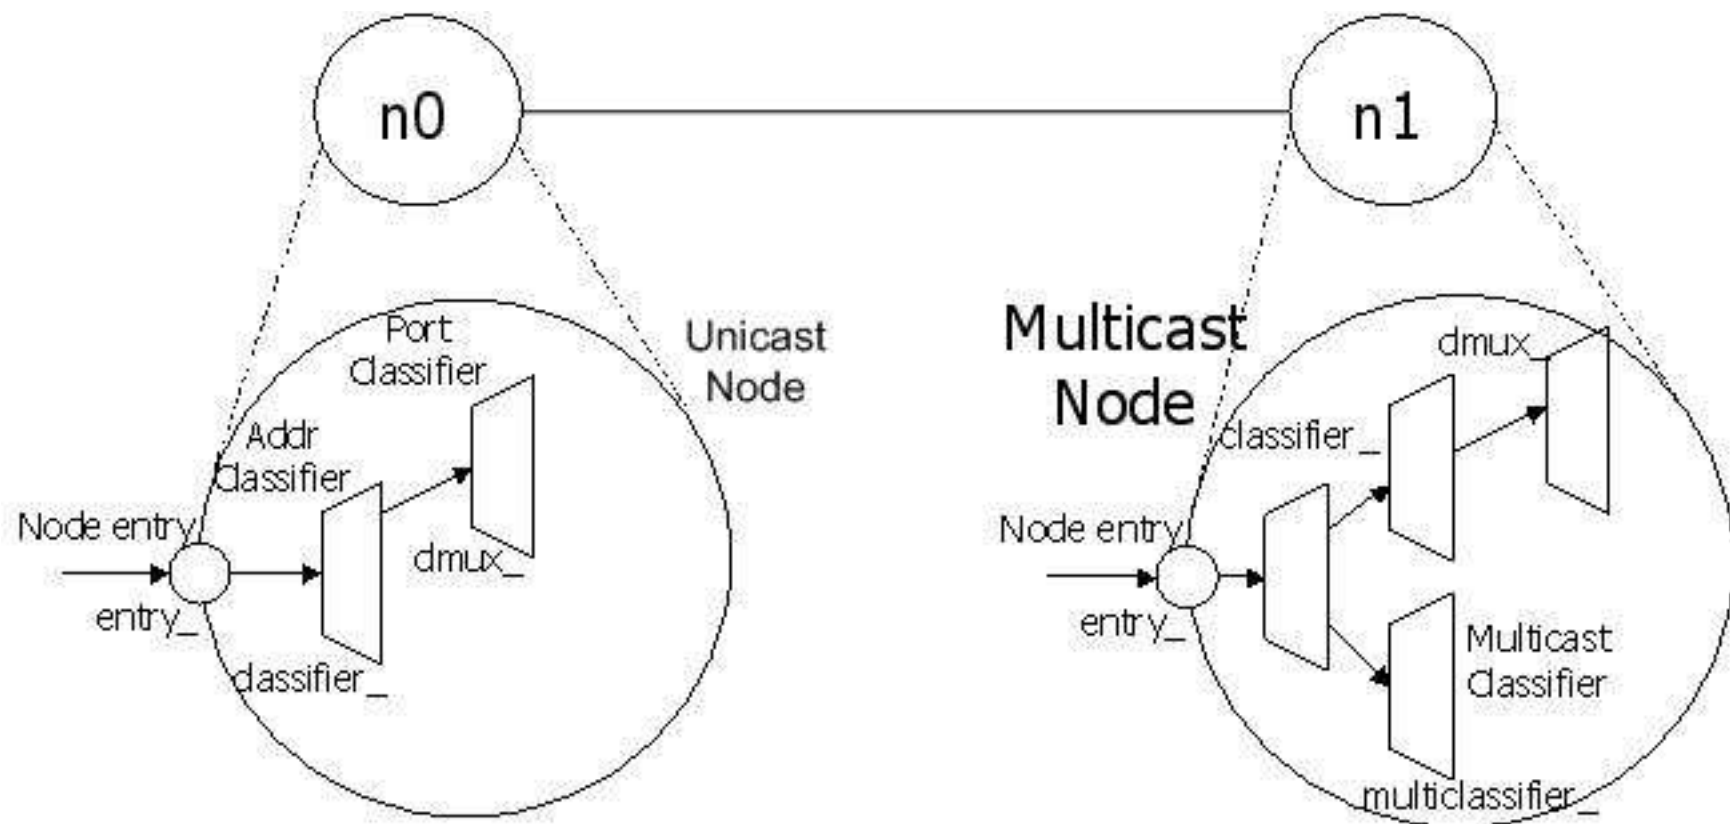 n0
n1
Port
Classifier
Unicast
Node
Addr
Classifier
Node entry
entry_
dmux_
classifier_
Multicast
Node
dmux_
classifier_
Node entry
entry_
Multicast
Classifier
multiclassifier_